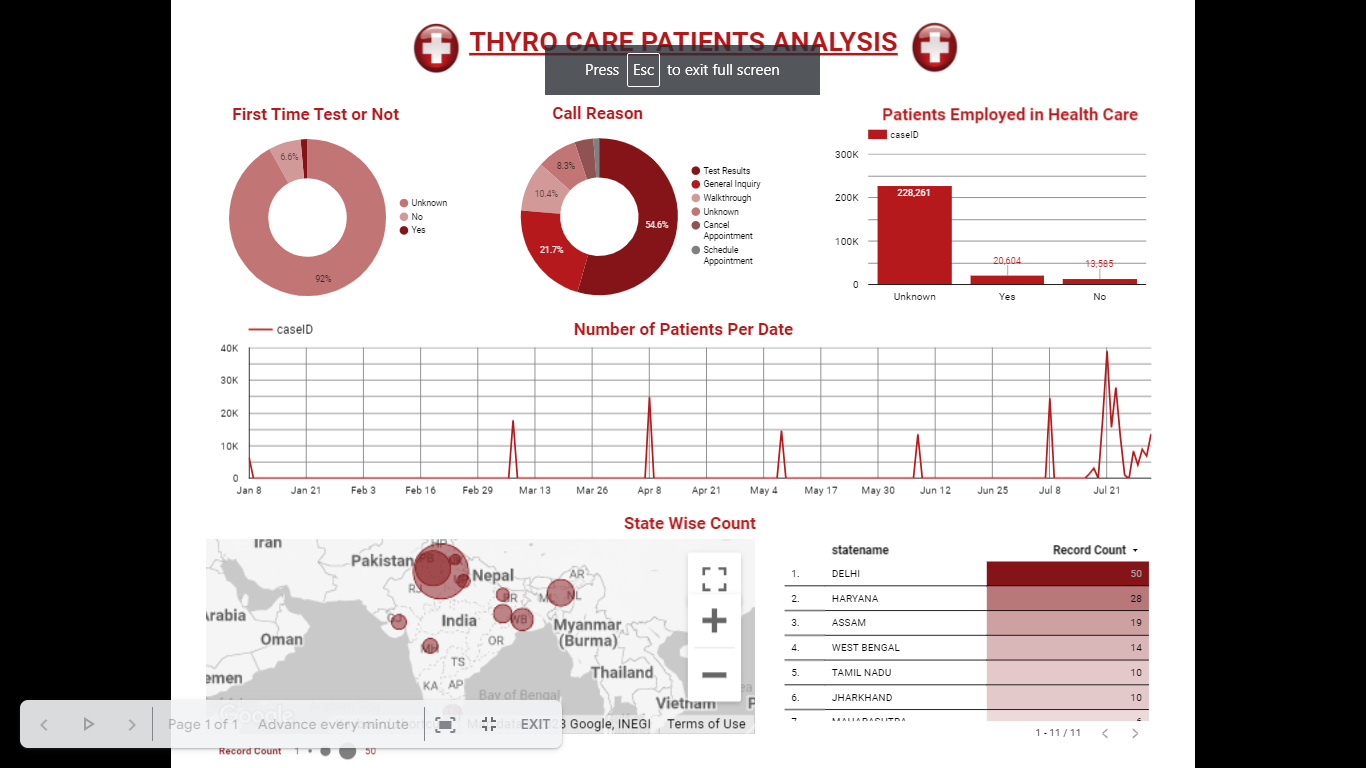 THYRO CARE PATIENTS ANALYSIS
Press Esc to exit full screen
First Time Test or Not
6.6%
92%
Unknown
No
Yes
Call Reason
8.3%
10.4%
21.7%
54.6%
Test Results
General Inquiry
Walkthrough
Unknown
Cancel
Appointment
Schedule
Appointment
Patients Employed in Health Care
caseID
300K
200K
100K
0
228,261
20,604
13,585
Unknown Yes No
Number of Patients Per Date
caseID
40K
30K
20K
10K
0
Jan 8 Jan 21 Feb 3 Feb 16 Feb 29 Mar 13 Mar 26 Apr 8 Apr 21 May 4 May 17 May 30 Jun 12 Jun 25 Jul 8 Jul 21
State Wise Count
Iran
Pakistan
Nepal
AR
RJ
BR
NL
GJ
India
WB
Myanmar
(Burma)
Oman
OR
MH
TS
Thailand
KA AP
Bay of Bengal
Vietnam
Google, INEGI
Terms of Use
statename Record Count
1. DELHI 50
2. HARYANA 28
3. ASSAM 19
4. WEST BENGAL 14
5. TAMIL NADU 10
6. JHARKHAND 10
1 - 11 / 11
Page 1 of 1 Advance every minute EXIT
Record Count 1 50